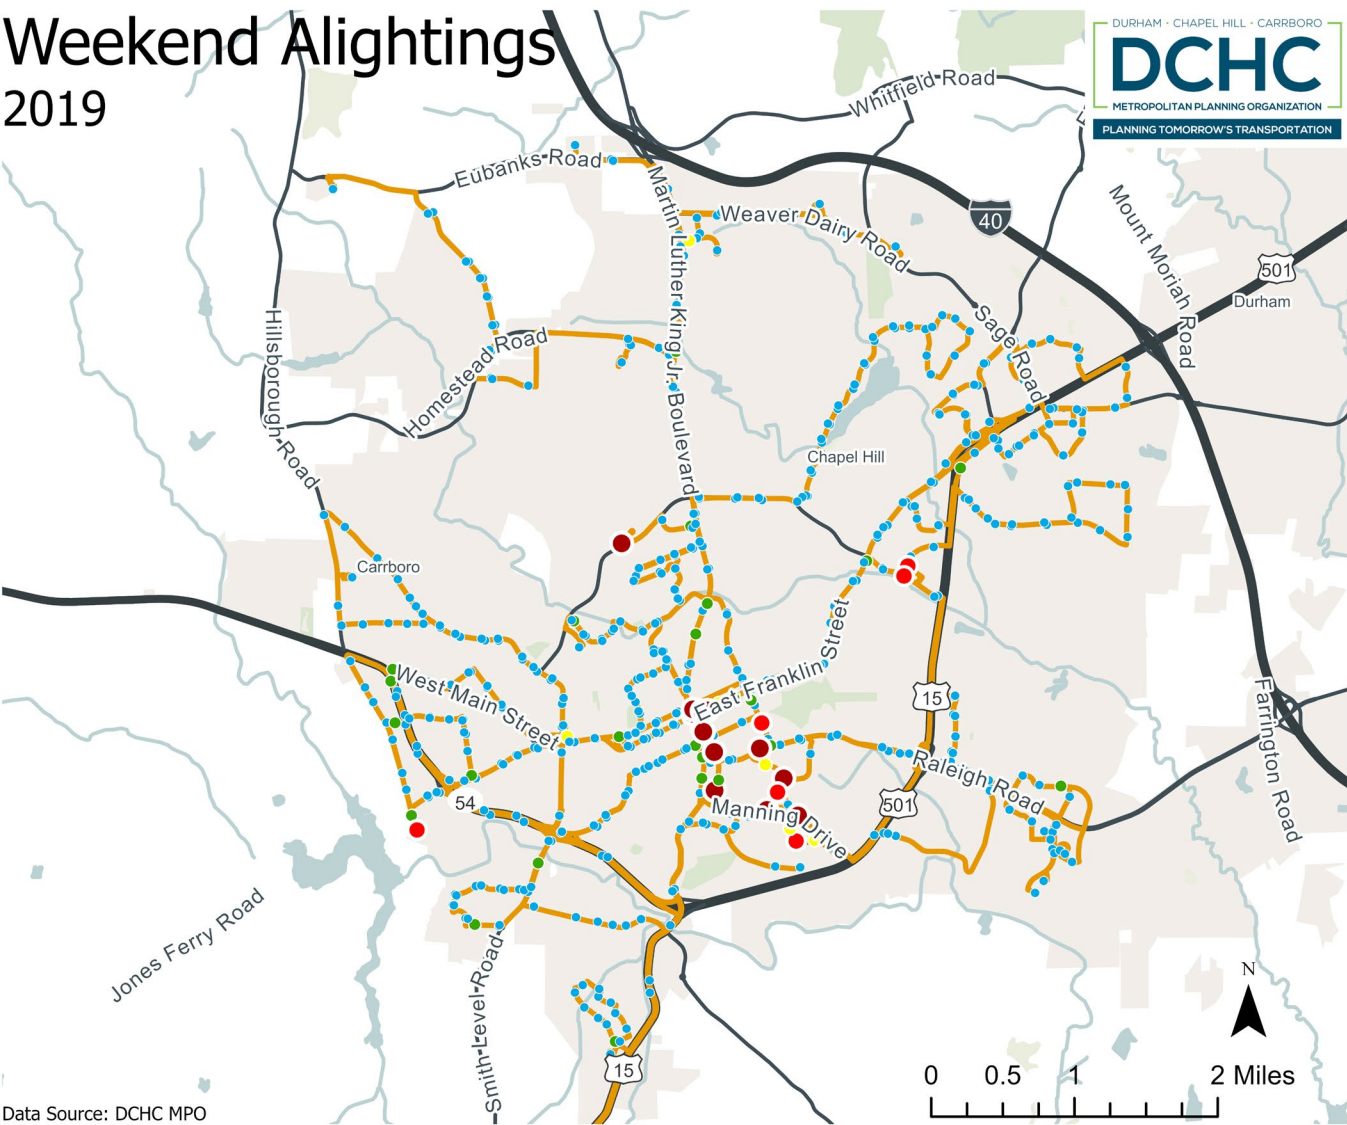 Weekend Alightings
2019
DURHAM · CHAPEL HILL · CARRBORO
DCHC
METROPOLITAN PLANNING ORGANIZATION
PLANNING TOMORROW'S TRANSPORTATION
Whitfield Road
Eubanks Road
Martin Luther King Jr. Boulevard
Weaver Dairy Road
40
Mount Moriah Road
501
Durham
Hillsborough Road
Homestead Road
Sage Road
Chapel Hill
Carrboro
East Franklin Street
West Main Street
15
Raleigh Road
Farrington Road
54
Manning Drive
501
Jones Ferry Road
Smith Level Road
15
N
0 0.5 1 2 Miles
Data Source: DCHC MPO